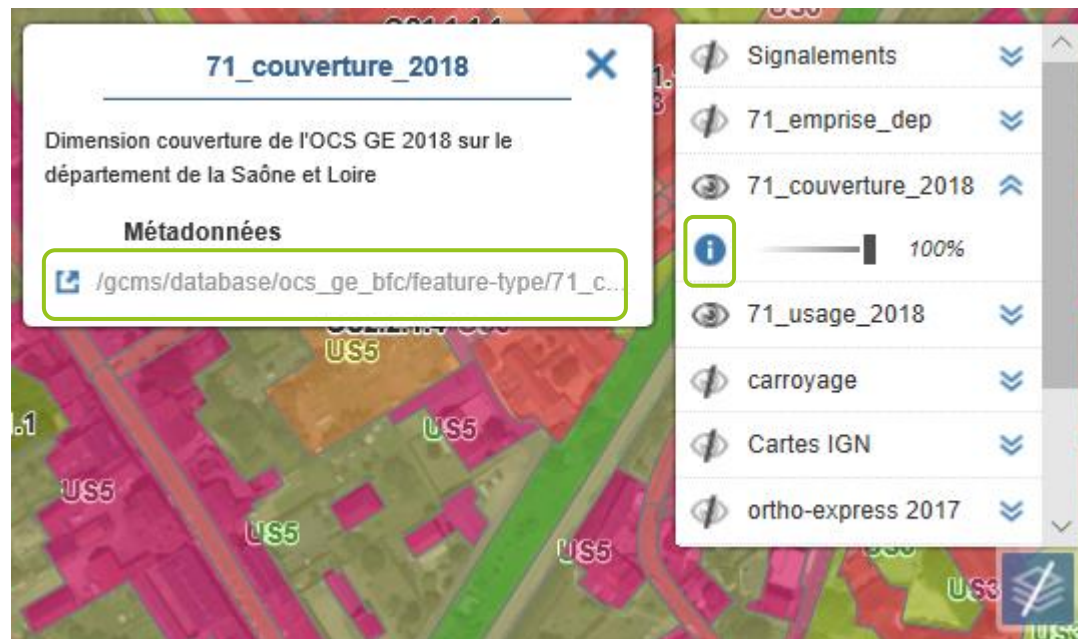 71_couverture_2018
Dimension couverture de l'OCS GE 2018 sur le
département de la Saône et Loire
Métadonnées
/gcms/database/ocs_ge_bfc/feature-type/71_c...
Signalements
71_emprise_dep
71_couverture_2018
100%
71_usage_2018
carroyage
Cartes IGN
ortho-express 2017
US5
.1
US5
US5
US5
US5
US3